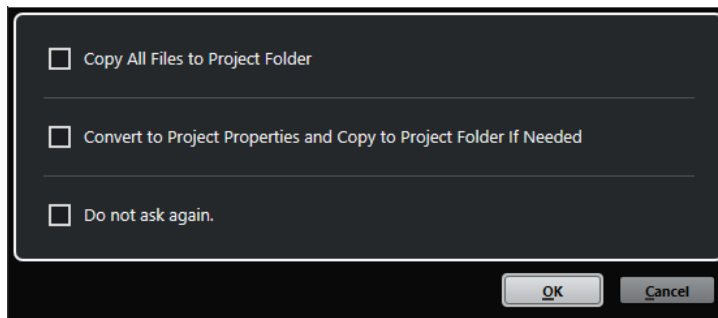 Copy All Files to Project Folder
Convert to Project Properties and Copy to Project Folder If Needed
Do not ask again.
OK
Cancel